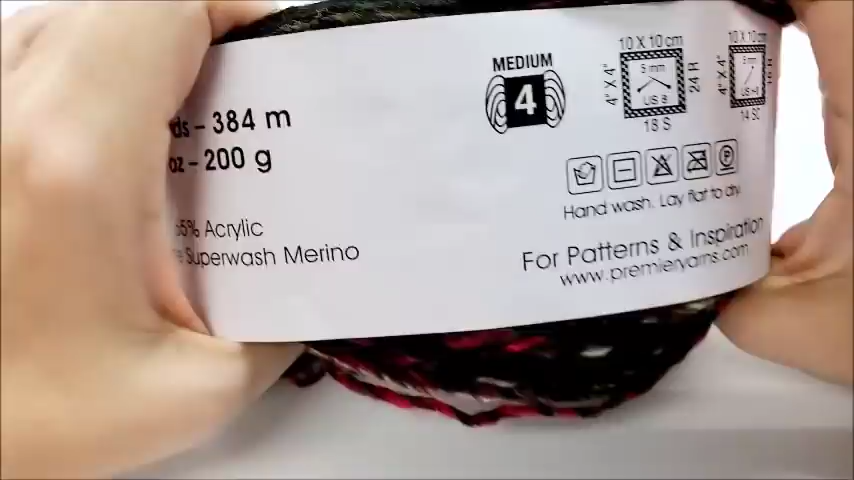 ds – 384 m
oz – 200 g
5% Acrylic
Superwash Merino
MEDIUM
4
10 X 10 cm
4" X 4"
5 mm
US 8
24 R
18 S
10 X 10 cm
4" X 4"
5 mm
14 SC
P
Hand wash. Lay flat to dry
For Patterns & Inspiration
www.premieryarns.com